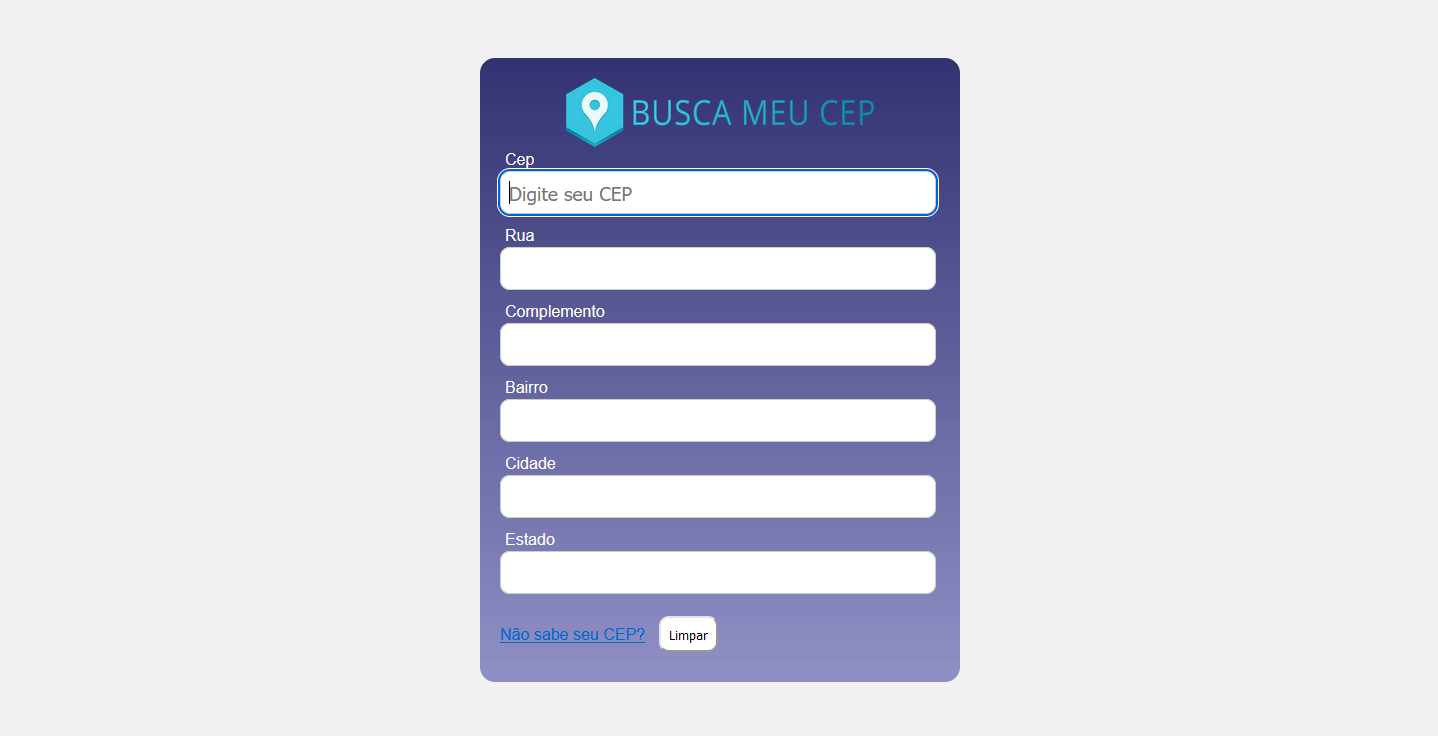 BUSCA MEU CEP
Cep
Digite seu CEP
Rua
Complemento
Bairro
Cidade
Estado
Não sabe seu CEP? Limpar